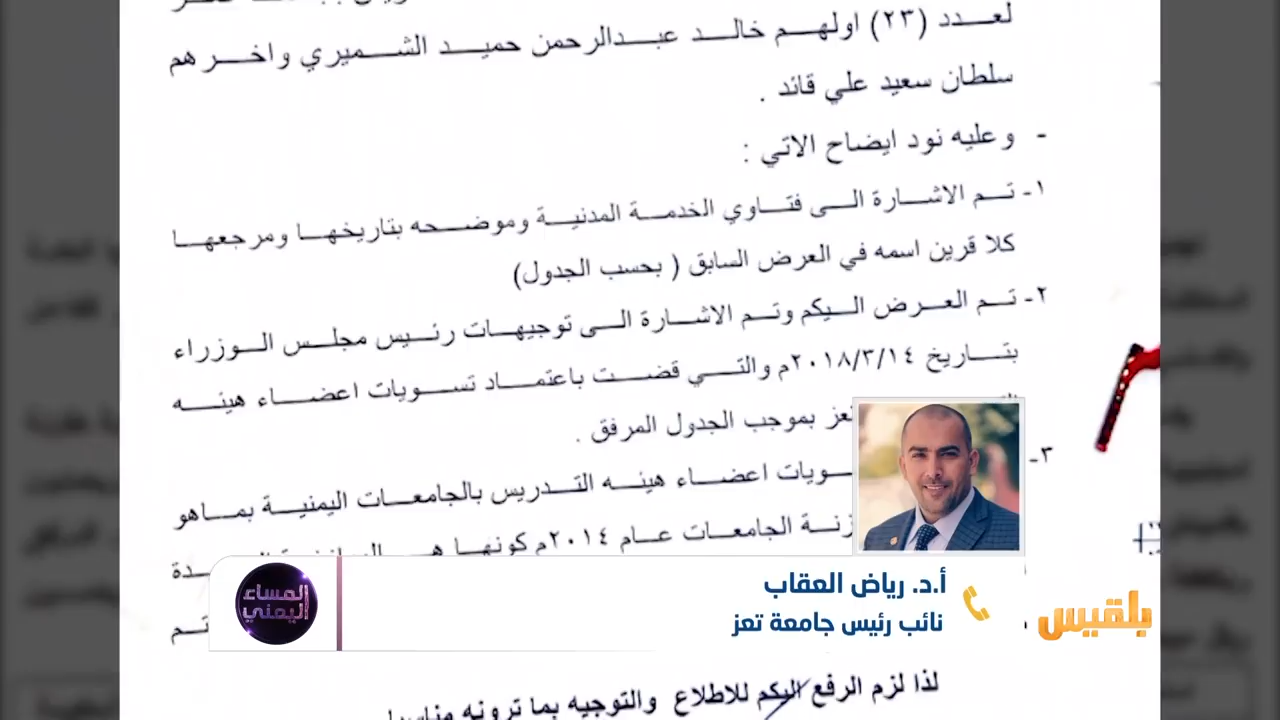 لعدد (٢٣) اولهم خالد عبدالرحمن حميد الشميري واخرهم
سلطان سعيد علي قائد .
- وعليه نود ايضاح الاتي :
١- تم الاشارة الى فتاوي الخدمة المدنية وموضحه بتاريخها ومرجعها
كلا قرين اسمه في العرض السابق ( بحسب الجدول)
٢- تم العرض اليكم وتم الاشارة الى توجيهات رئيس مجلس الوزراء
بتاريخ ٢٠١٨/٣/١٤م والتي قضت باعتماد تسويات اعضاء هيئه
بموجب الجدول المرفق .
٣-
اعضاء هيئه التدريس بالجامعات اليمنية بماهو
الجامعات عام ٢٠١٤م كونها هي
تم
لذا لزم الرفع اليكم للاطلاع والتوجيه بما ترونه مناسبا
أ.د. رياض العقاب
نائب رئيس جامعة تعز
المساء اليمني
بلقيس